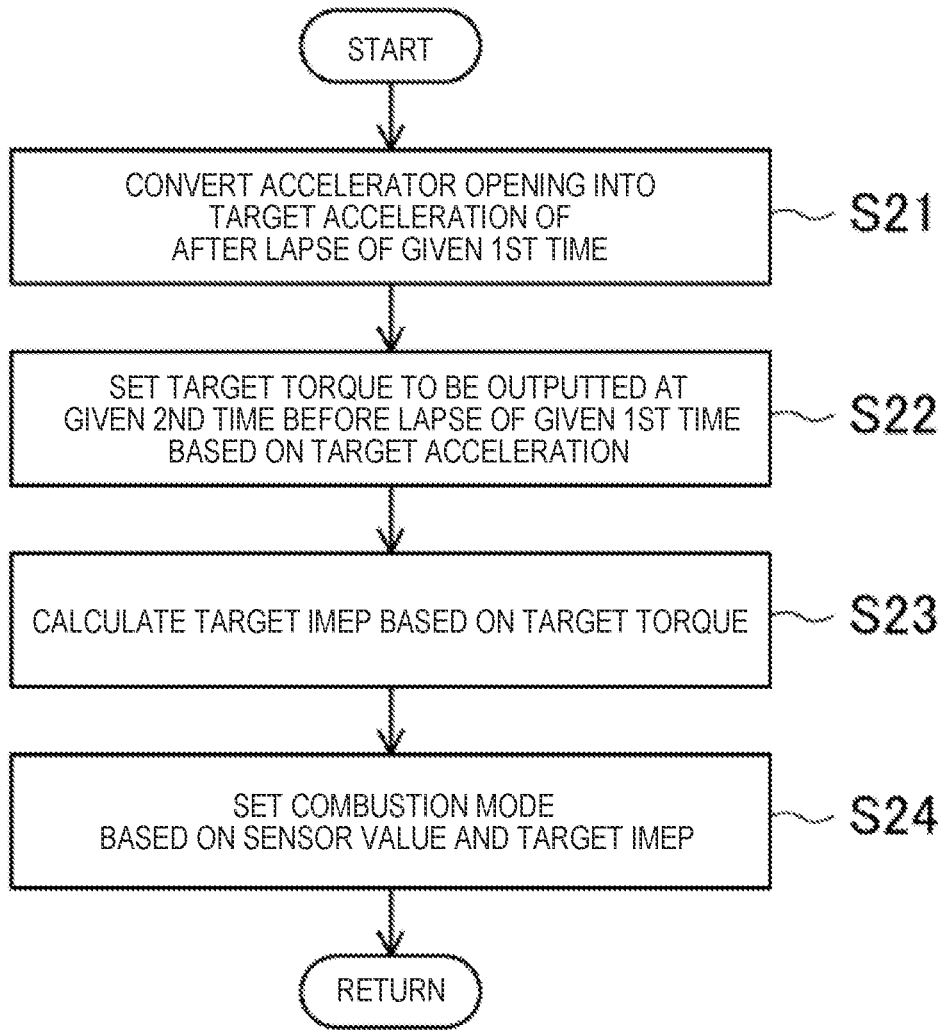 START
CONVERT ACCELERATOR OPENING INTO
TARGET ACCELERATION OF
AFTER LAPSE OF GIVEN 1ST TIME
S21
SET TARGET TORQUE TO BE OUTPUTTED AT
GIVEN 2ND TIME BEFORE LAPSE OF GIVEN 1ST TIME
BASED ON TARGET ACCELERATION
S22
CALCULATE TARGET IMEP BASED ON TARGET TORQUE
S23
SET COMBUSTION MODE
BASED ON SENSOR VALUE AND TARGET IMEP
S24
RETURN